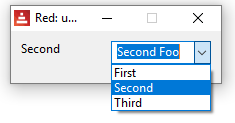 Red: u...
Second Second Foo
First
Second
Third